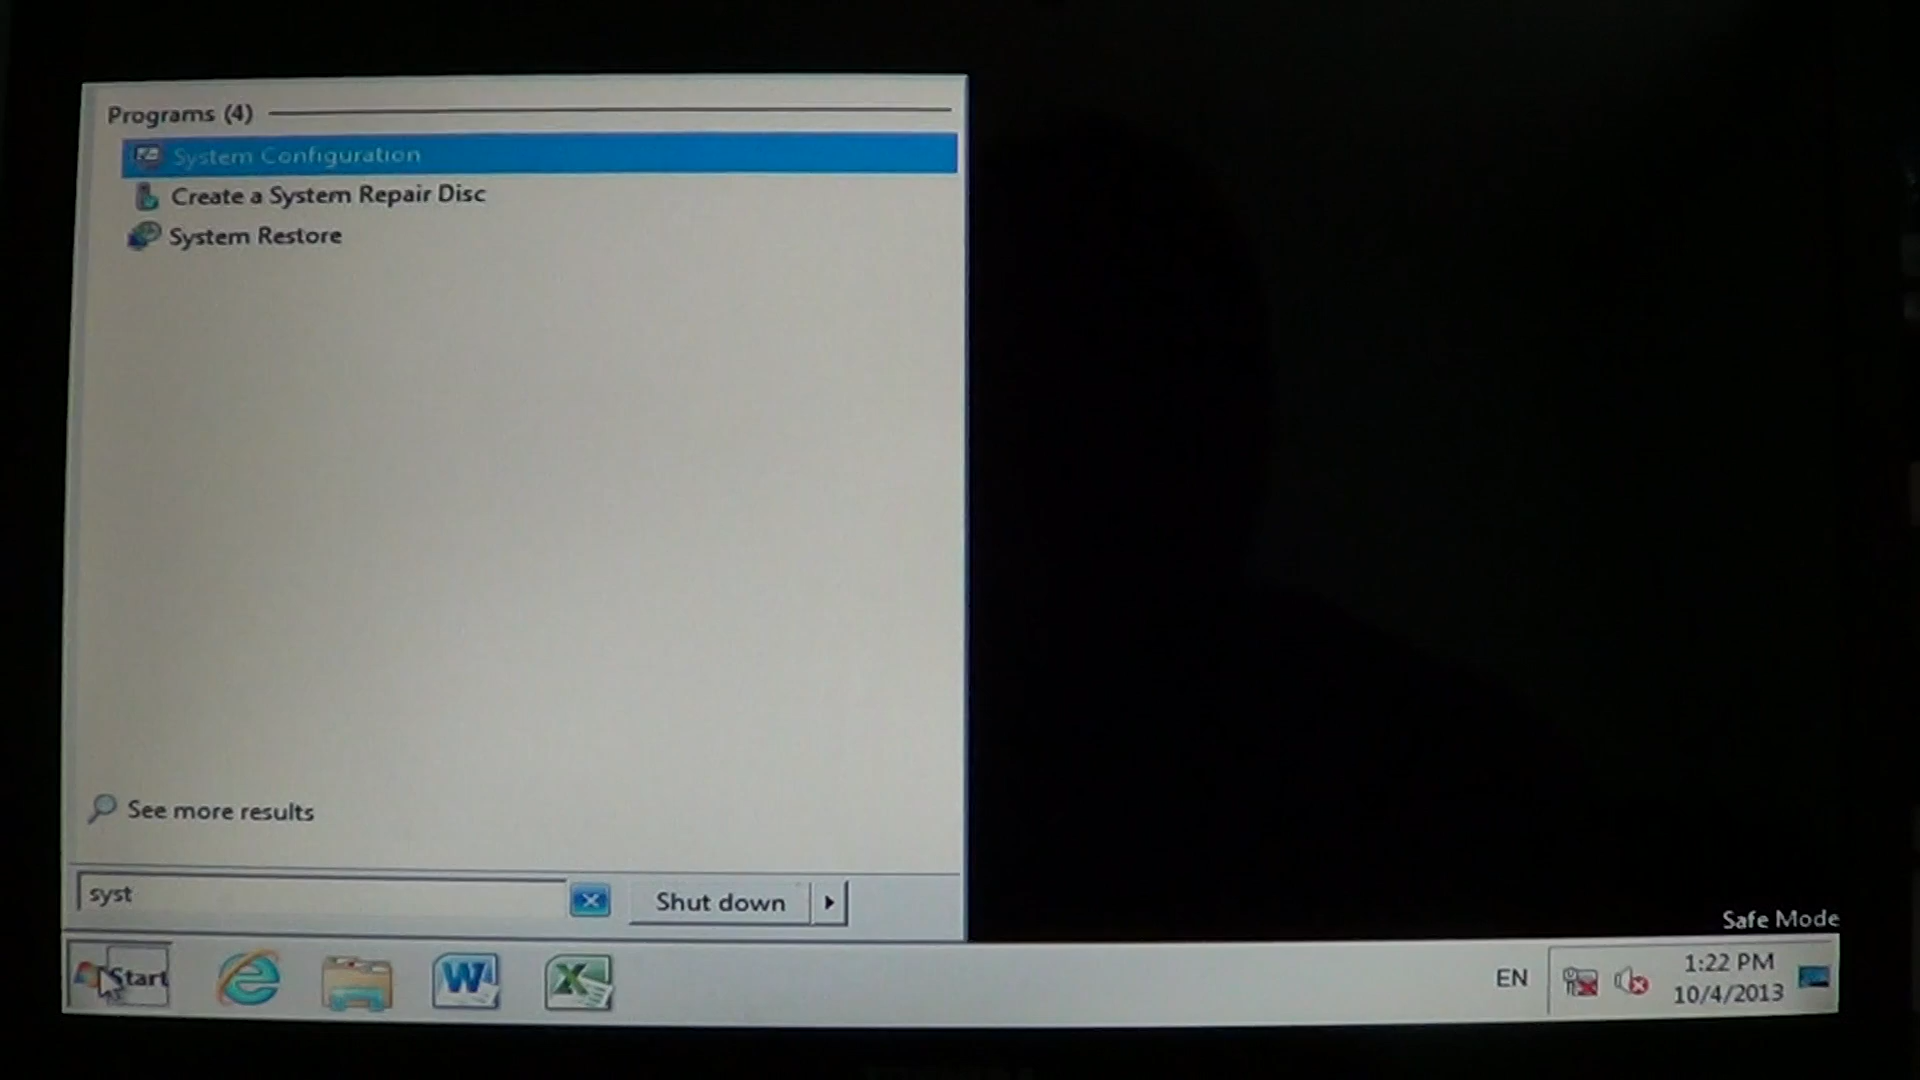 Programs (4)
System Configuration
Create a System Repair Disc
System Restore
See more results
syst
Shut down
Safe Mode
Start
EN
1:22 PM
10/4/2013